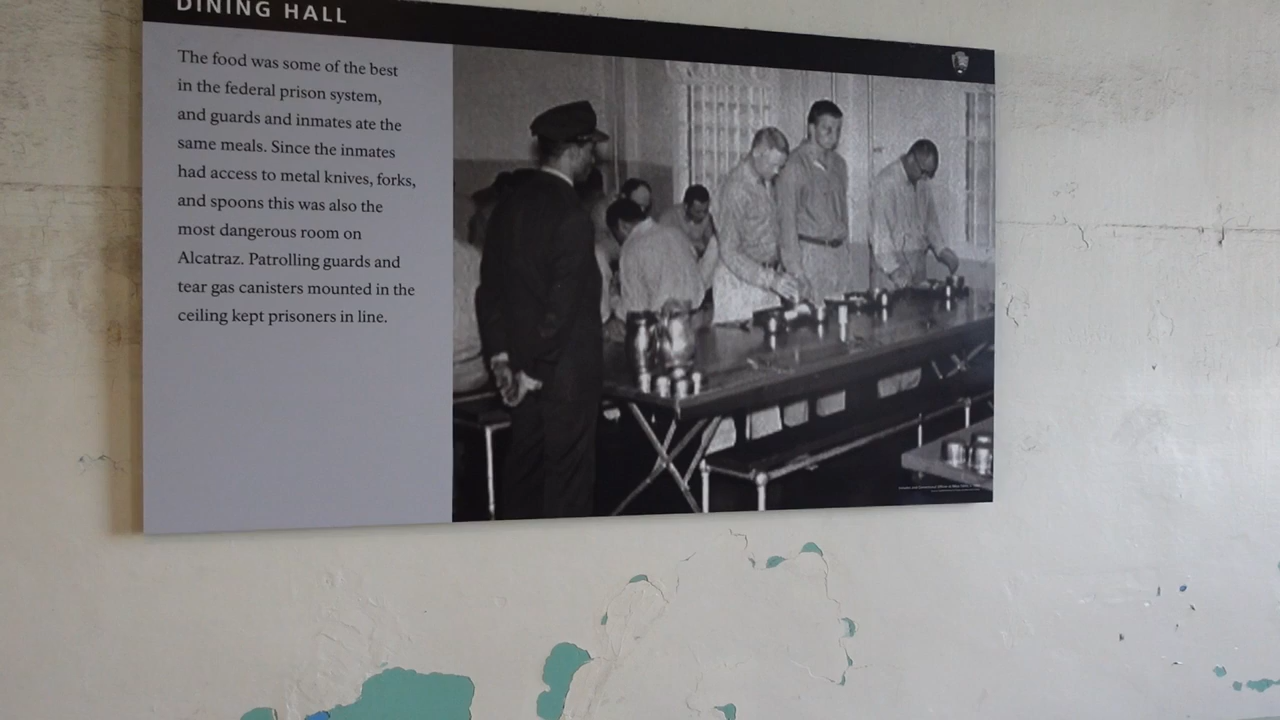 DINING HALL
The food was some of the best
in the federal prison system,
and guards and inmates ate the
same meals. Since the inmates
had access to metal knives, forks,
and spoons this was also the
most dangerous room on
Alcatraz. Patrolling guards and
tear gas canisters mounted in the
ceiling kept prisoners in line.